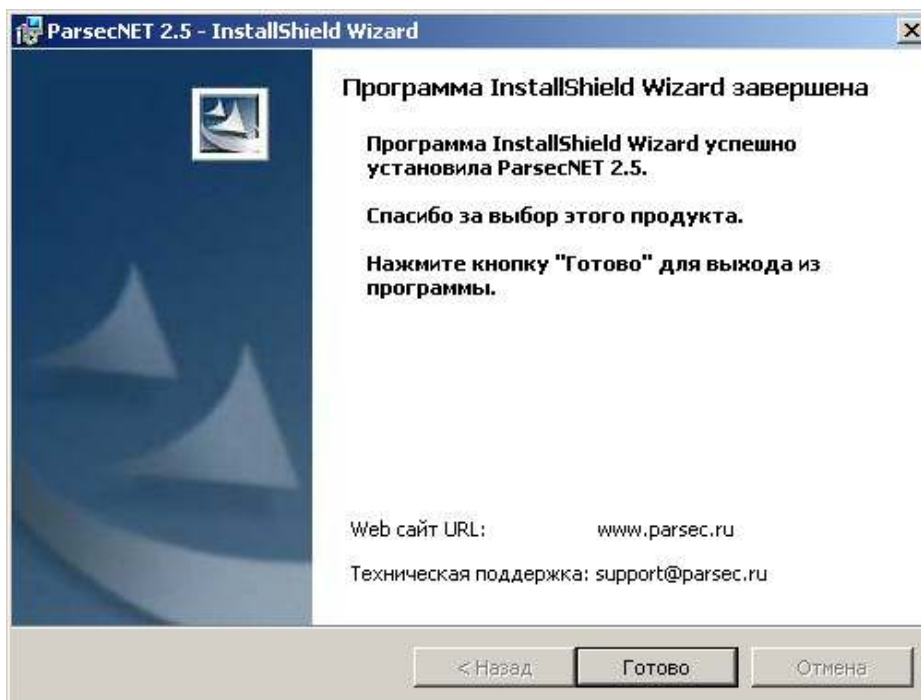 ParsecNET 2.5 - InstallShield Wizard
Программа InstallShield Wizard завершена
Программа InstallShield Wizard успешно
установила ParsecNET 2.5.
Спасибо за выбор этого продукта.
Нажмите кнопку "Готово" для выхода из
программы.
Web сайт URL: www.parsec.ru
Техническая поддержка: support@parsec.ru
< Назад Готово Отмена